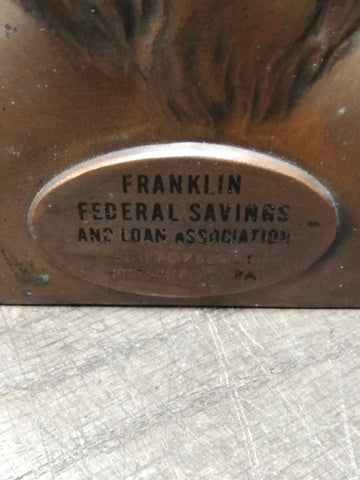 FRANKLIN
FEDERAL SAVINGS
AND LOAN ASSOCIATION
PA